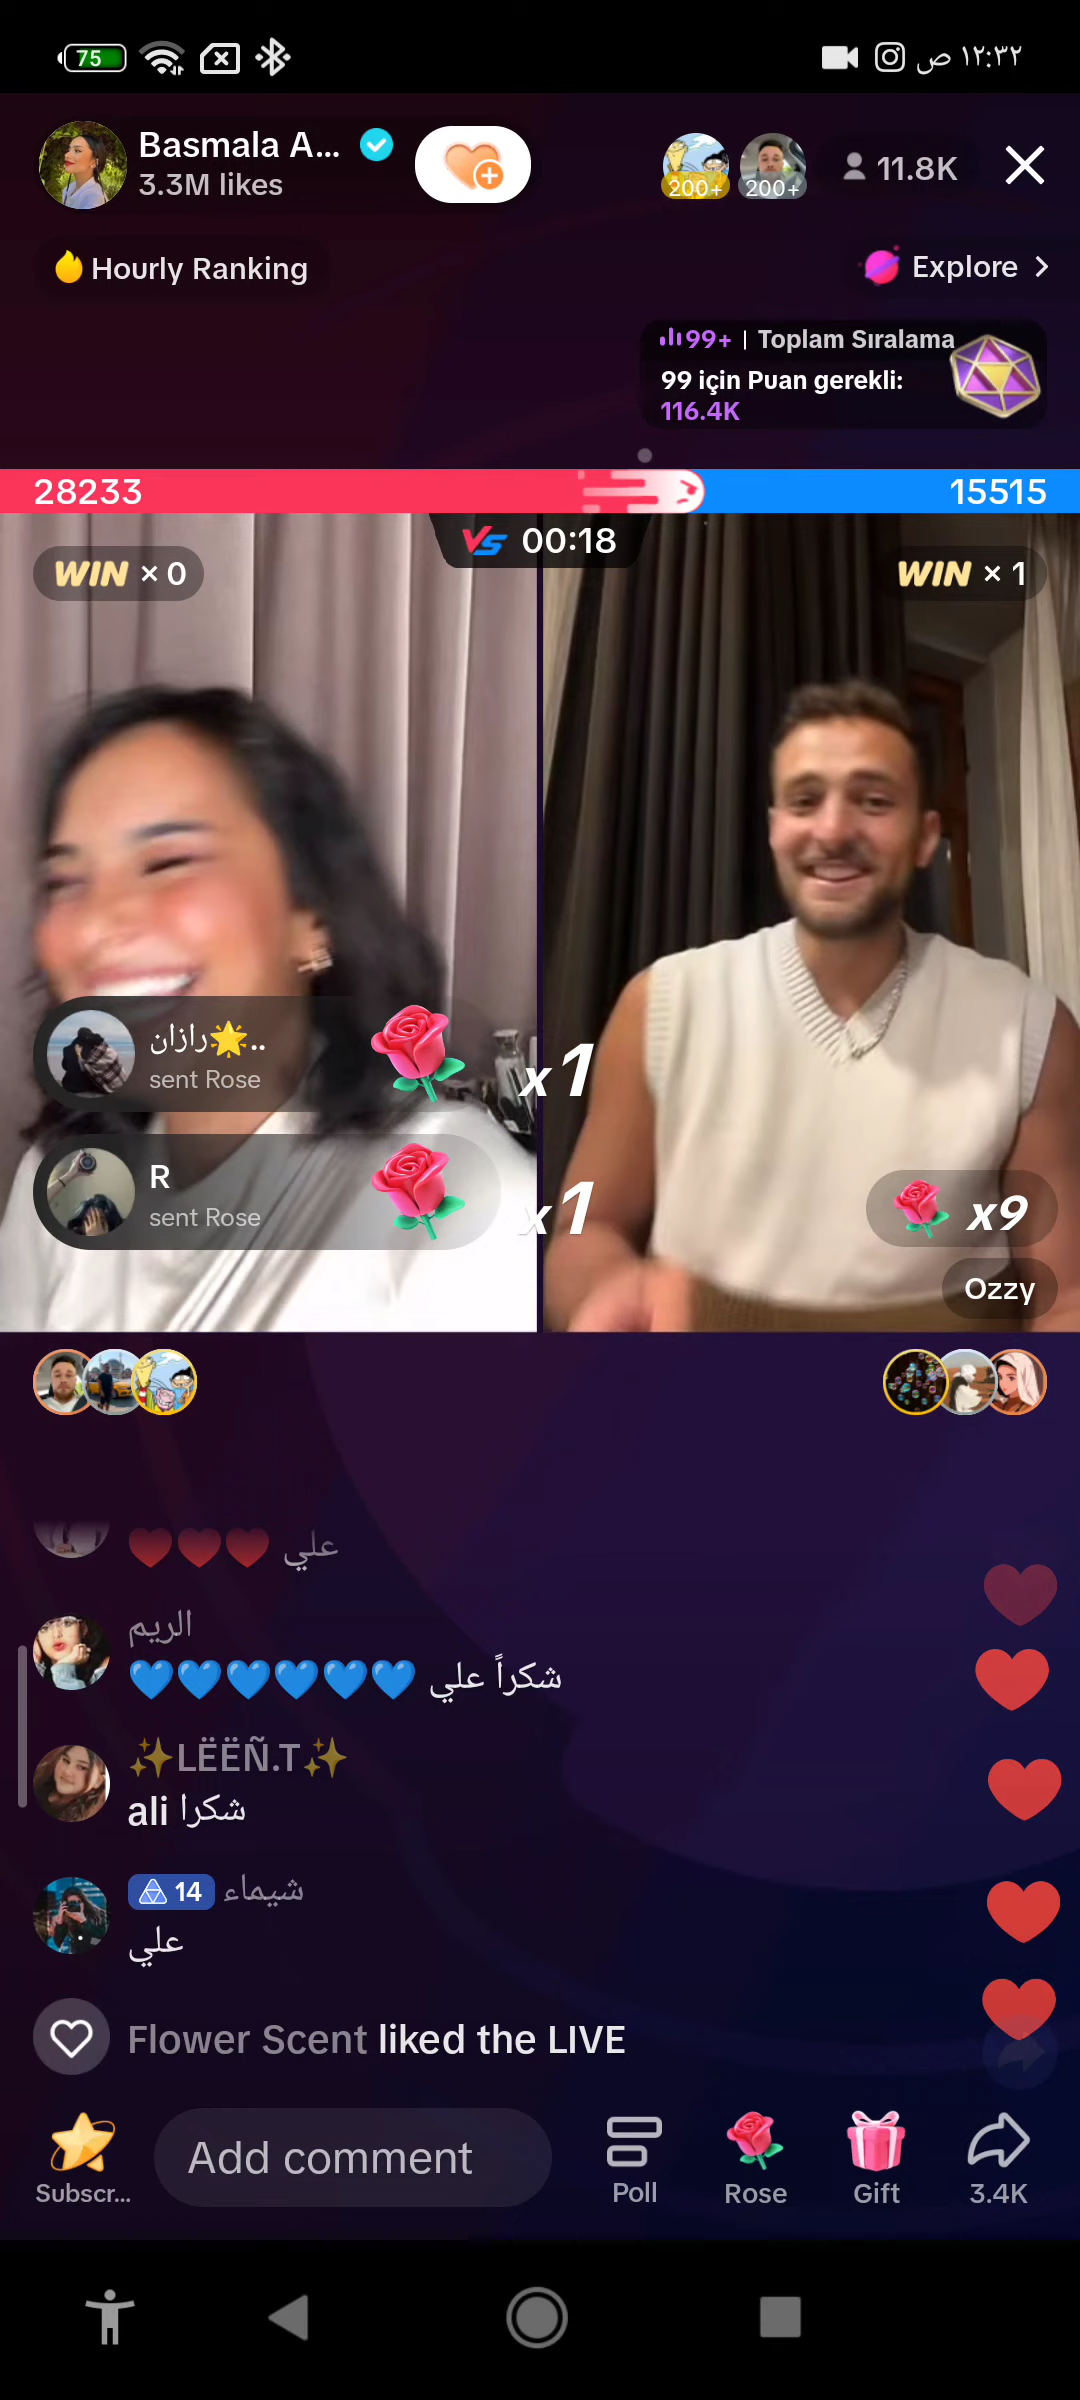 75
١٢:٣٢ ص
Basmala A...
3.3M likes
200+
200+
11.8K
Hourly Ranking
Explore
99+ | Toplam Sıralama
99 için Puan gerekli:
116.4K
28233
15515
VS 00:18
WIN × 0
WIN × 1
رازان🌟..
sent Rose
x1
R
sent Rose
x1
x9
Ozzy
❤️❤️❤️ علي
الريم
💙💙💙💙💙💙 شكراً علي
✨LËËÑ.T✨
ali شكرا
14 شيماء
علي
Flower Scent liked the LIVE
Subscr...
Add comment
Poll
Rose
Gift
3.4K